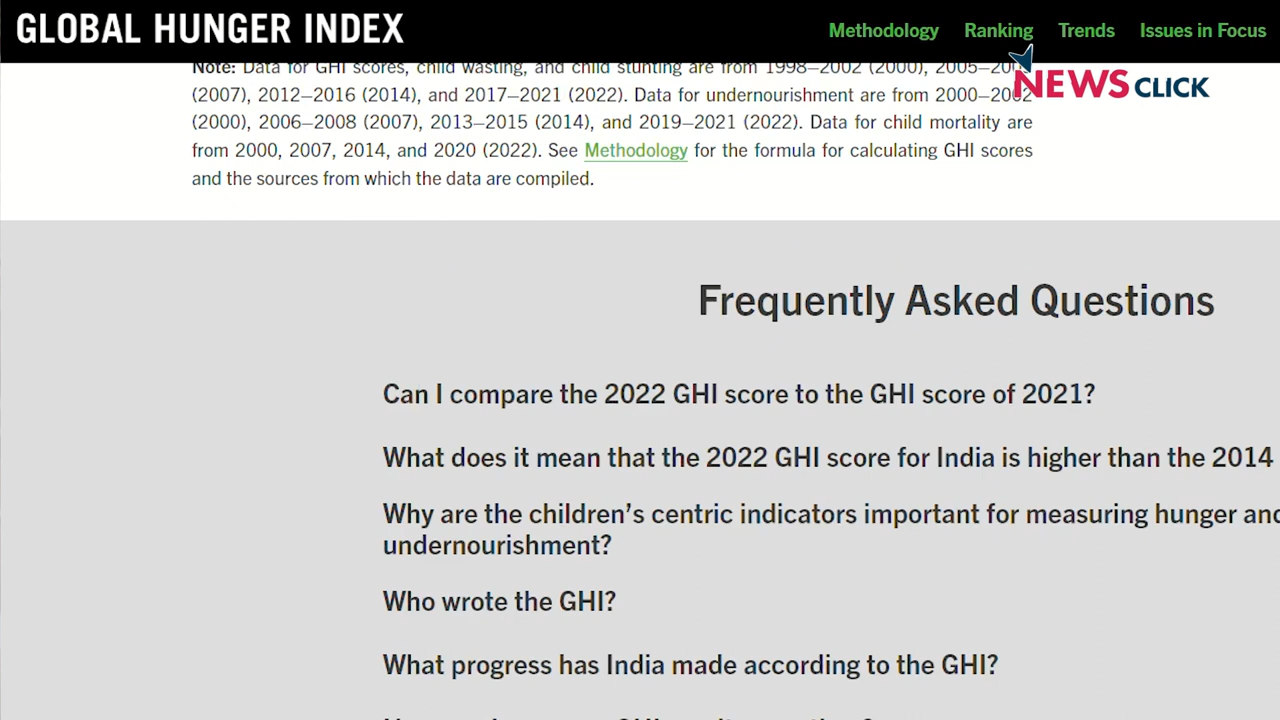 GLOBAL HUNGER INDEX
Methodology Ranking Trends Issues in Focus
NEWSCLICK
Note: Data for GHI scores, child wasting, and child stunting are from 1998–2002 (2000), 2005–2009
(2007), 2012–2016 (2014), and 2017–2021 (2022). Data for undernourishment are from 2000–2002
(2000), 2006–2008 (2007), 2013–2015 (2014), and 2019–2021 (2022). Data for child mortality are
from 2000, 2007, 2014, and 2020 (2022). See Methodology for the formula for calculating GHI scores
and the sources from which the data are compiled.
Frequently Asked Questions
Can I compare the 2022 GHI score to the GHI score of 2021?
What does it mean that the 2022 GHI score for India is higher than the 2014
Why are the children’s centric indicators important for measuring hunger and
undernourishment?
Who wrote the GHI?
What progress has India made according to the GHI?